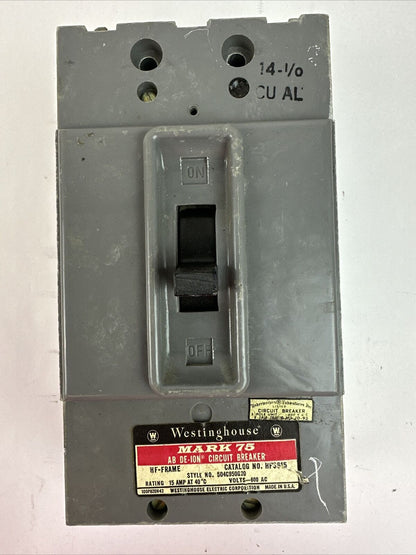 14-1/0
CU AL
ON
OFF
CIRCUIT BREAKER
W Westinghouse W
MARK 75
AB DE-ION® CIRCUIT BREAKER
HF-FRAME CATALOG NO.
STYLE NO.
RATING 15 AMP AT 40°C VOLTS-600 AC
WESTINGHOUSE ELECTRIC CORPORATION MADE IN U.S.A.